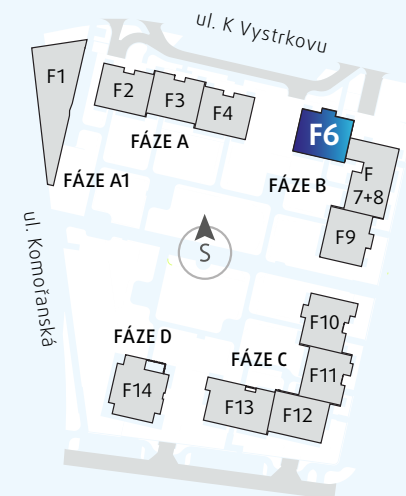 ul. K Vystrkovu
F1
F2
F3
F4
F6
FÁZE A
F
7+8
FÁZE A1
FÁZE B
F9
ul. Komořanská
S
F10
FÁZE D
FÁZE C
F11
F14
F13
F12